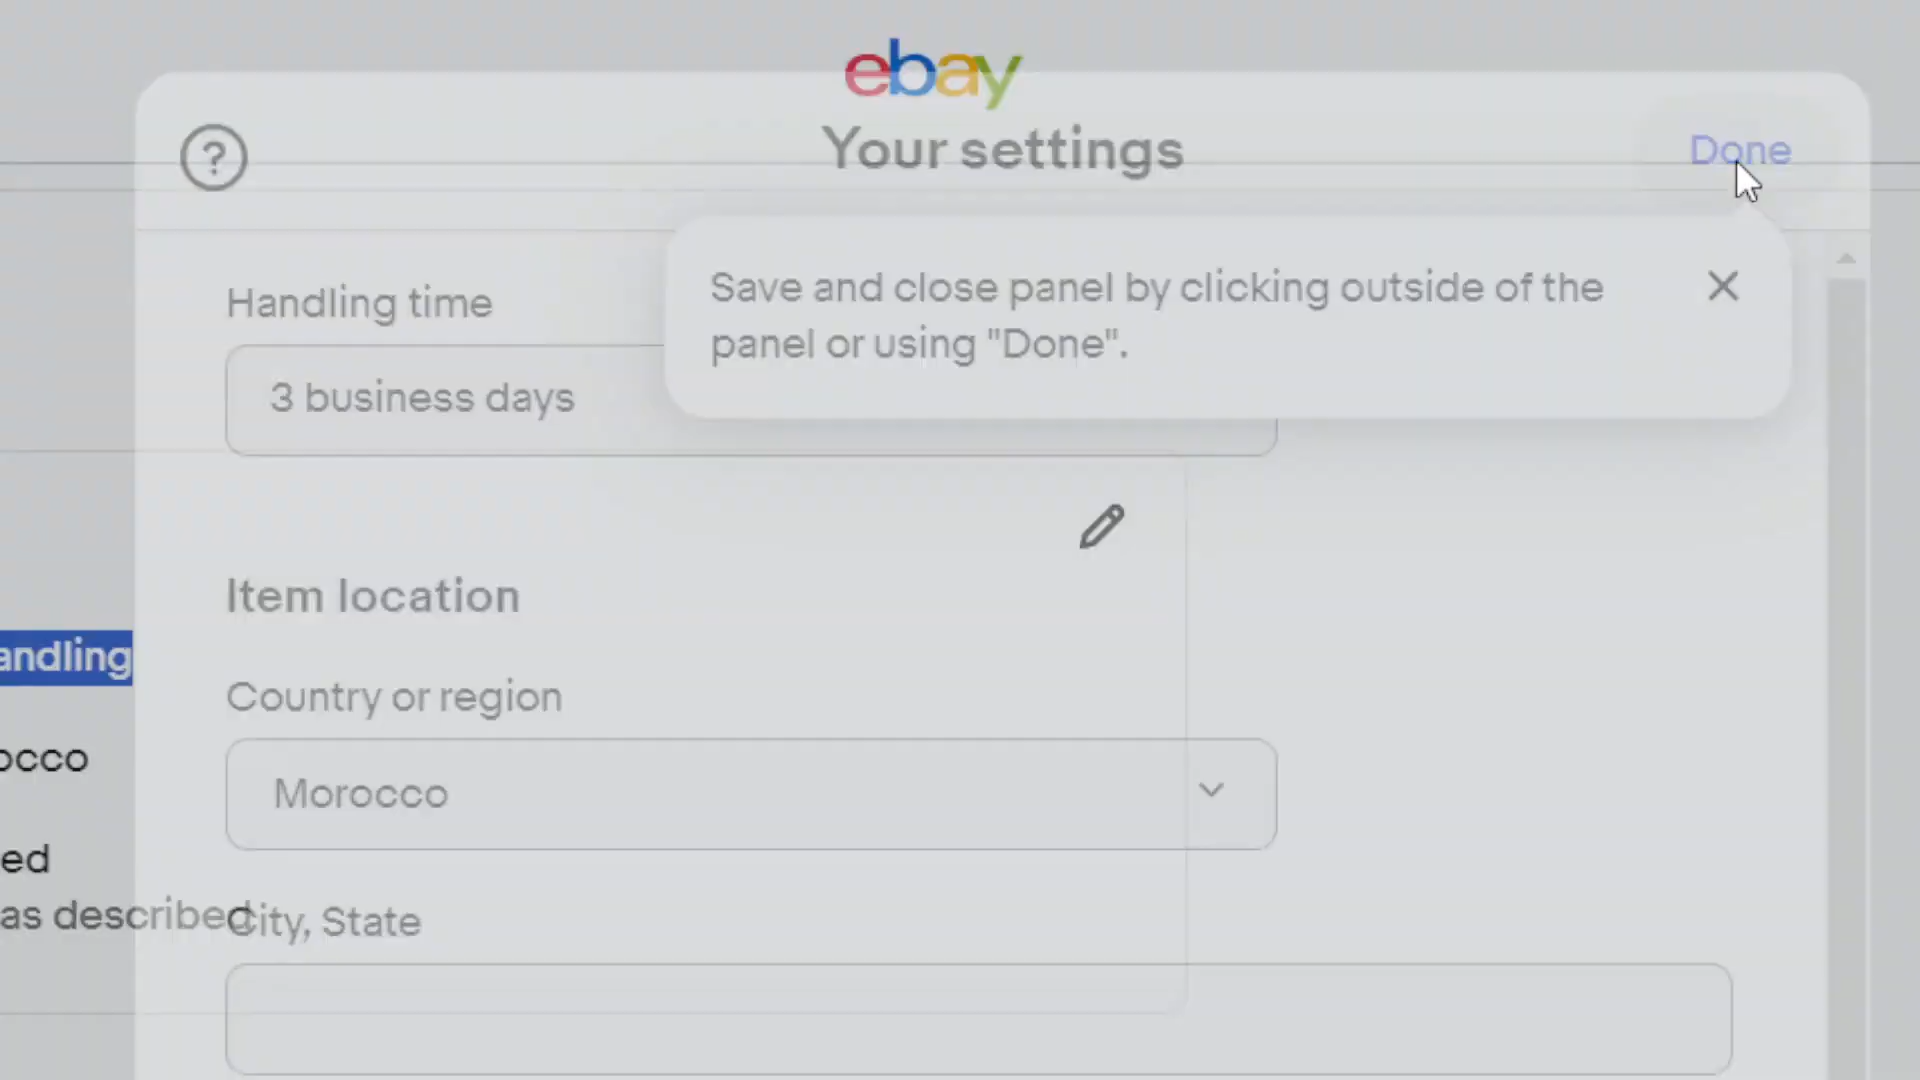 ebay
?
Your settings
Done
Save and close panel by clicking outside of the
panel or using "Done".
Handling time
3 business days
Item location
andling
Country or region
occo
Morocco
ed
as described
City, State